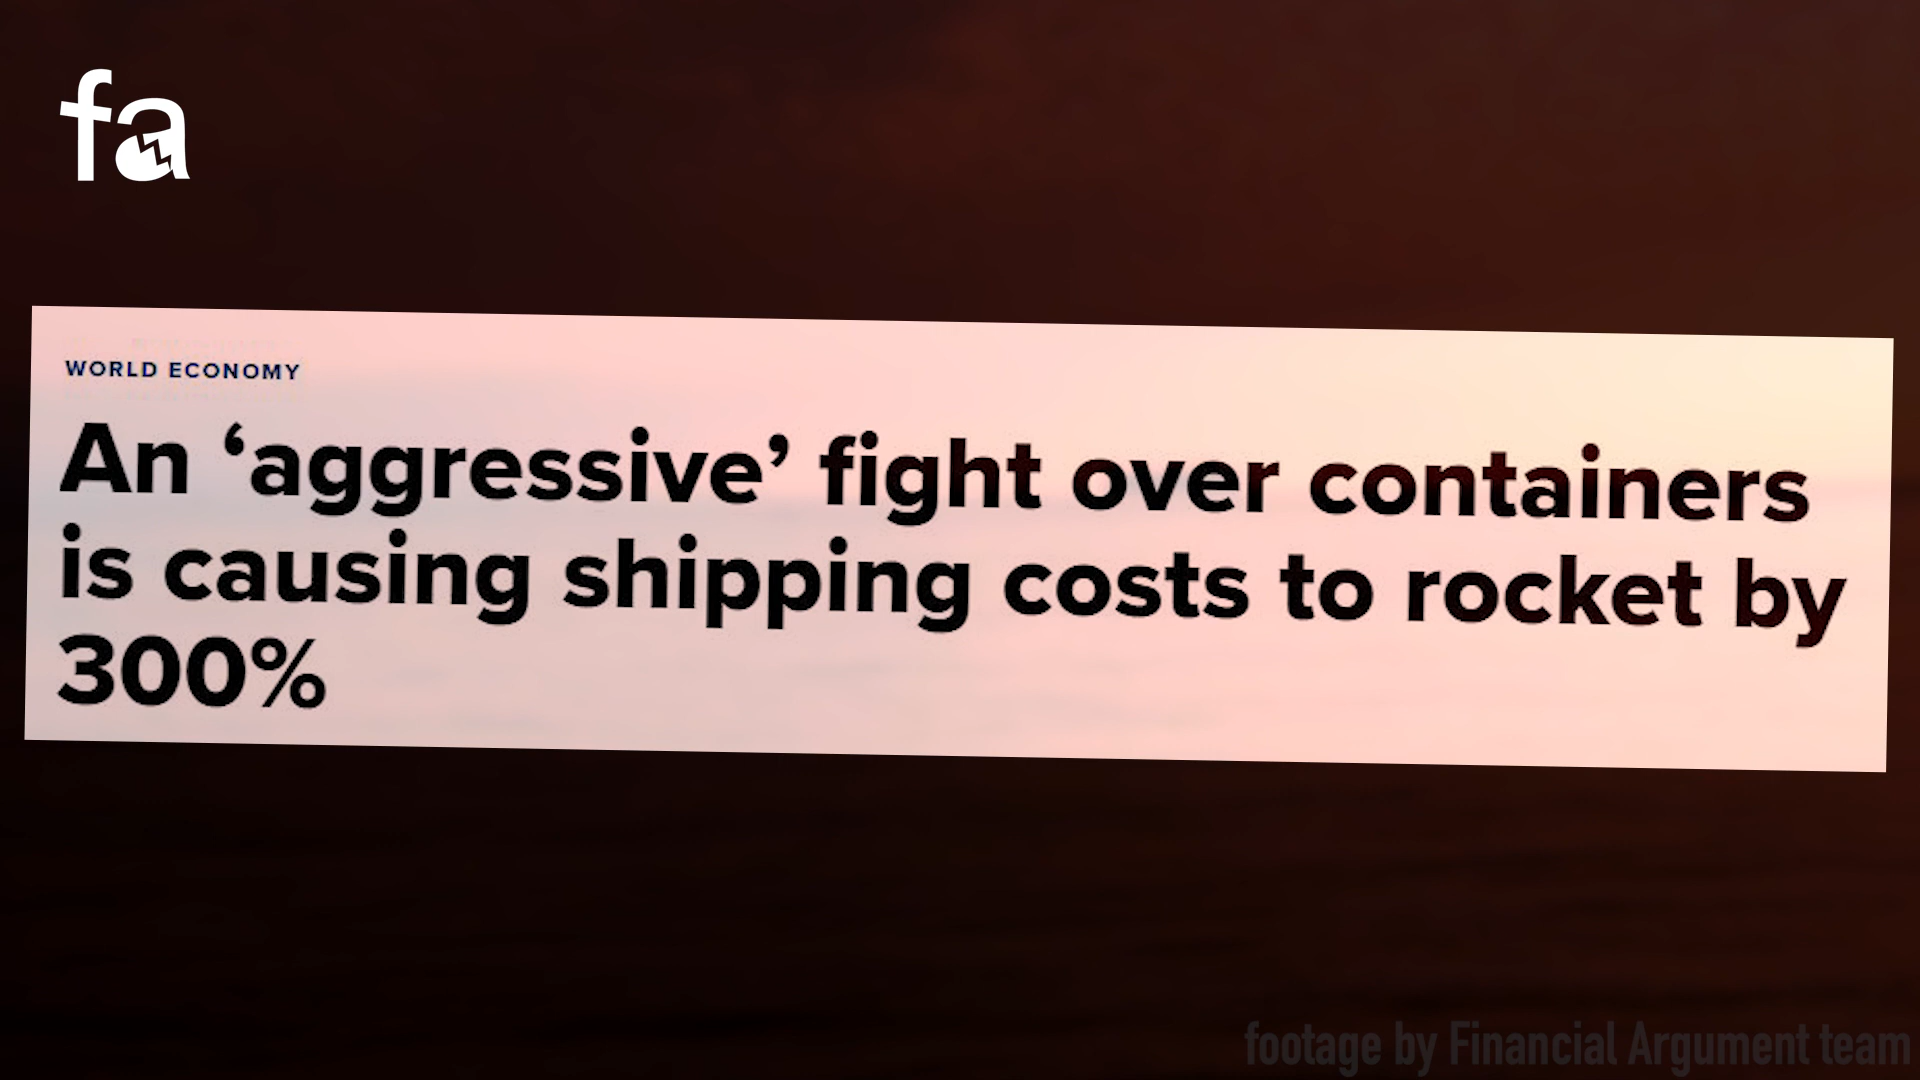 fa
WORLD ECONOMY
An ‘aggressive’ fight over containers
is causing shipping costs to rocket by
300%
footage by Financial Argument team